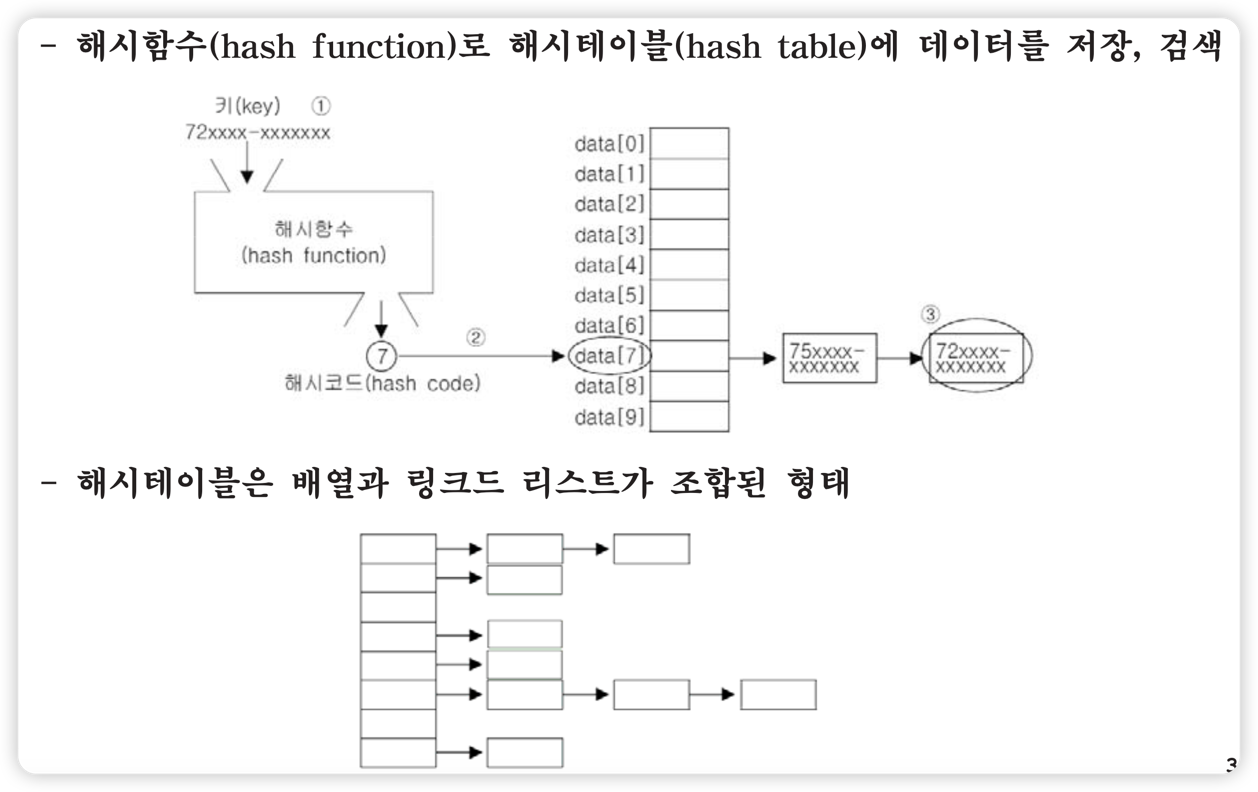 - 해시함수(hash function)로 해시테이블(hash table)에 데이터를 저장, 검색
키(key) ①
72xxxx-xxxxxxx
해시함수
(hash function)
②
7
해시코드(hash code)
data[0]
data[1]
data[2]
data[3]
data[4]
data[5]
data[6]
data[7]
data[8]
data[9]
75xxxx-
xxxxxxx
③
72xxxx-
xxxxxxx
- 해시테이블은 배열과 링크드 리스트가 조합된 형태
3